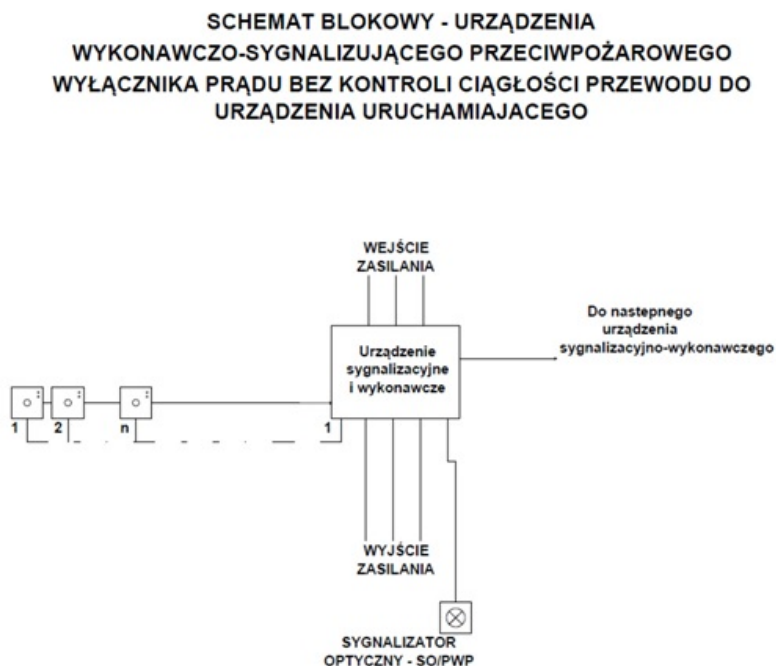 SCHEMAT BLOKOWY - URZĄDZENIA
WYKONAWCZO-SYGNALIZUJĄCEGO PRZECIWPOŻAROWEGO
WYŁĄCZNIKA PRĄDU BEZ KONTROLI CIĄGŁOŚCI PRZEWODU DO
URZĄDZENIA URUCHAMIAJACEGO
WEJŚCIE
ZASILANIA
Do nastepnego
urządzenia
sygnalizacyjno-wykonawczego
Urządzenie
sygnalizacyjne
i wykonawcze
1 2 n 1
WYJŚCIE
ZASILANIA
SYGNALIZATOR
OPTYCZNY - SO/PWP